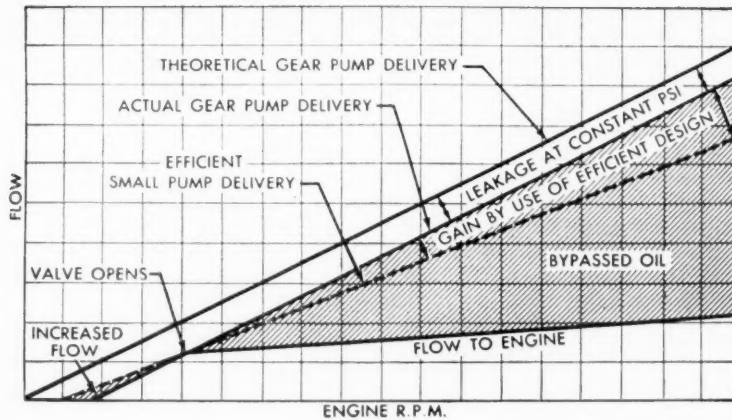 THEORETICAL GEAR PUMP DELIVERY
ACTUAL GEAR PUMP DELIVERY
EFFICIENT
SMALL PUMP DELIVERY
LEAKAGE AT CONSTANT PSI
GAIN BY USE OF EFFICIENT DESIGN
FLOW
VALVE OPENS
BYPASSED OIL
INCREASED
FLOW
FLOW TO ENGINE
ENGINE R.P.M.